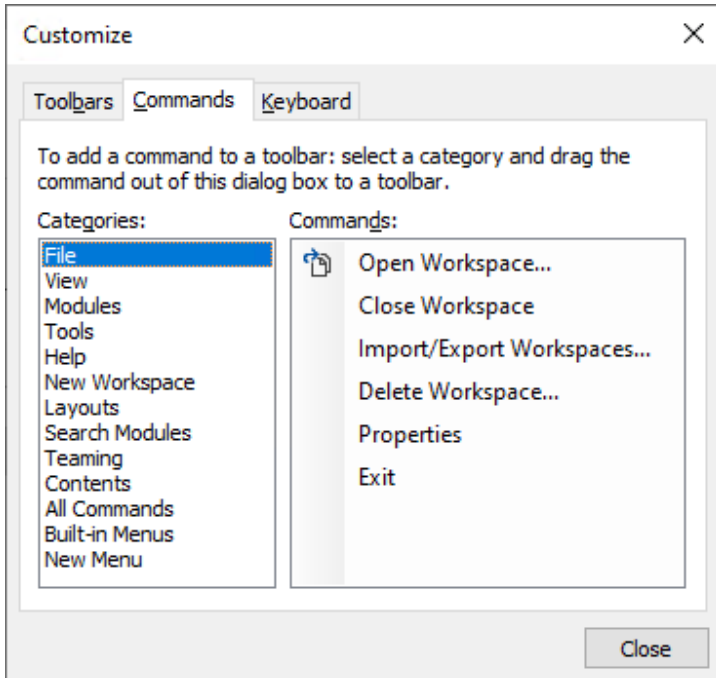 Customize
Toolbars Commands Keyboard
To add a command to a toolbar: select a category and drag the
command out of this dialog box to a toolbar.
Categories:
File
View
Modules
Tools
Help
New Workspace
Layouts
Search Modules
Teaming
Contents
All Commands
Built-in Menus
New Menu
Commands:
Open Workspace...
Close Workspace
Import/Export Workspaces...
Delete Workspace...
Properties
Exit
Close